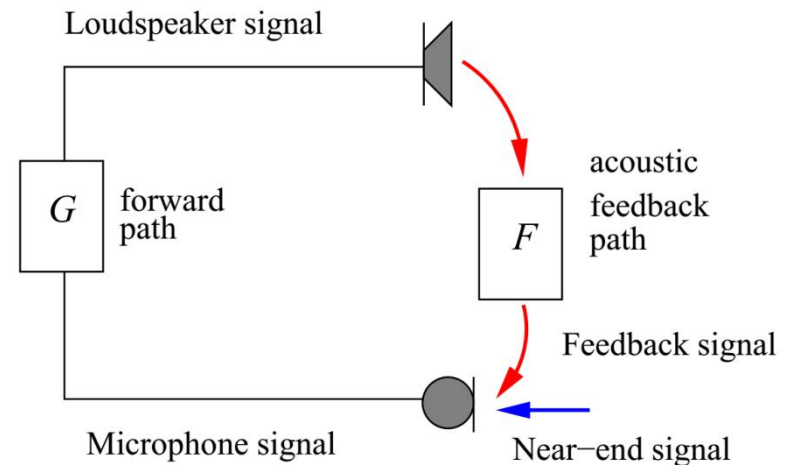 Loudspeaker signal
G
forward
path
acoustic
feedback
path
F
Feedback signal
Microphone signal
Near−end signal